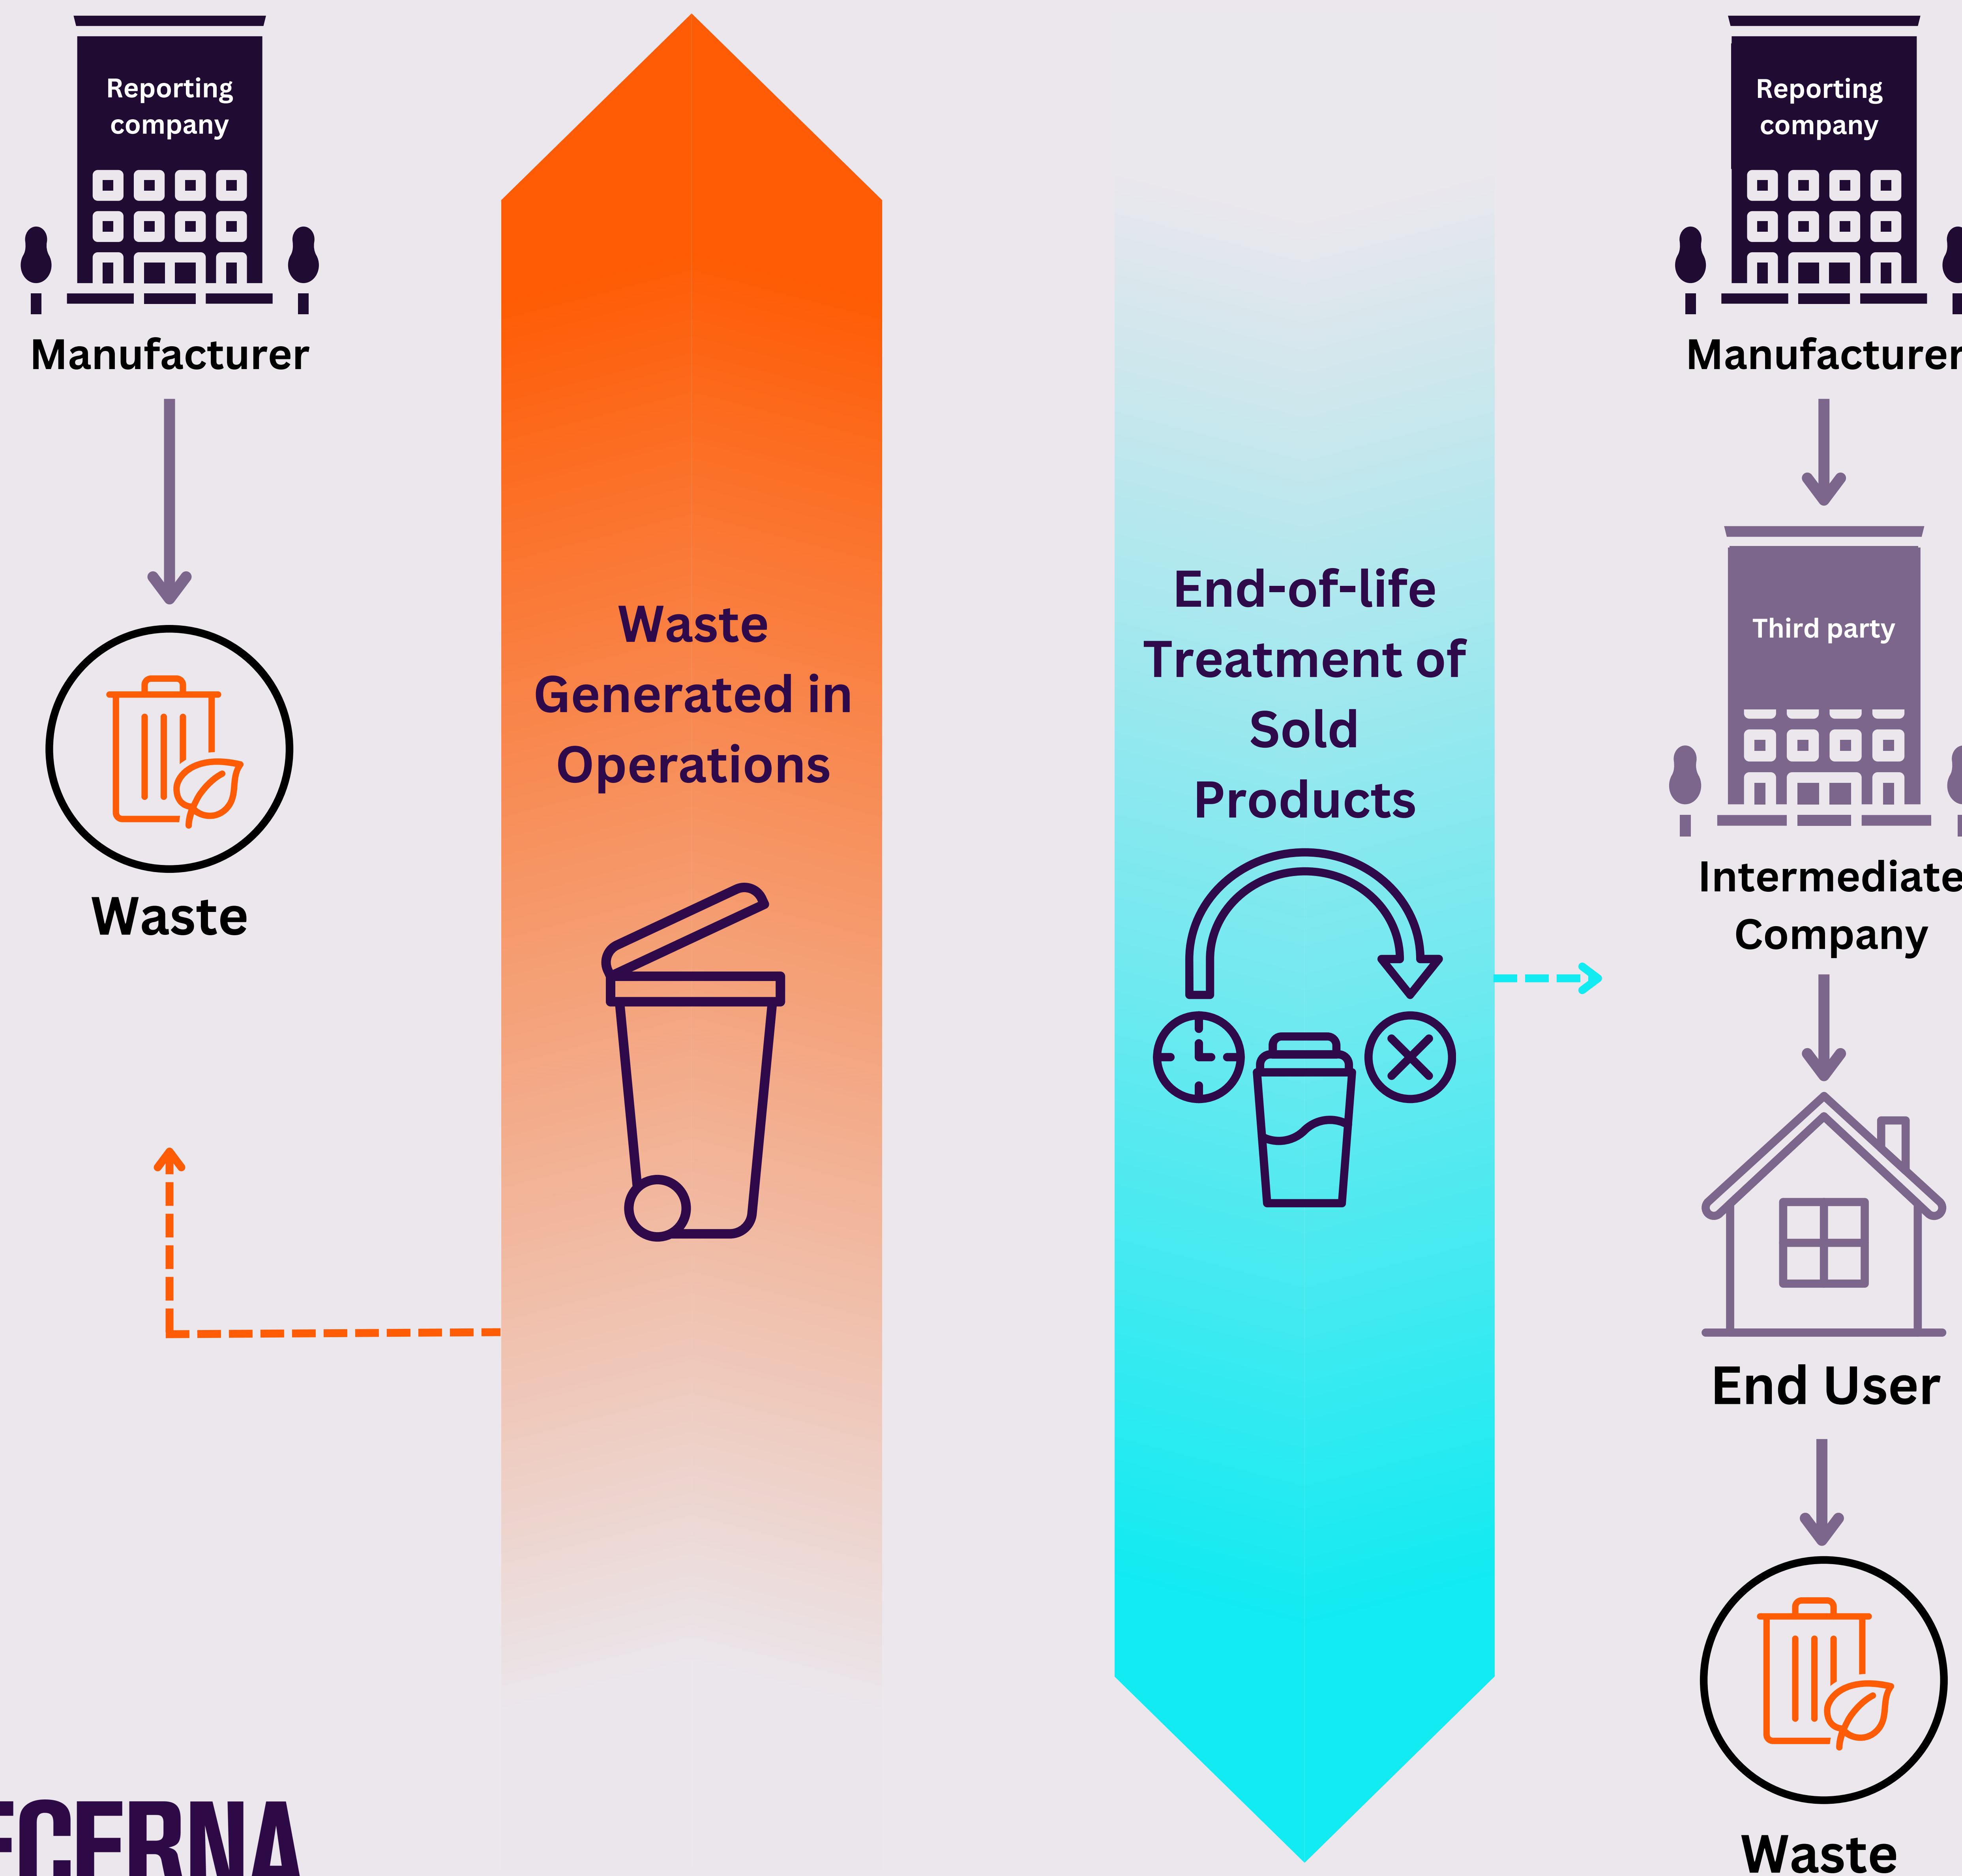 Reporting
company
Manufacturer
Waste
Waste
Generated in
Operations
End-of-life
Treatment of
Sold
Products
Reporting
company
Manufacturer
Third party
Intermediate
Company
End User
Waste
ECERNA